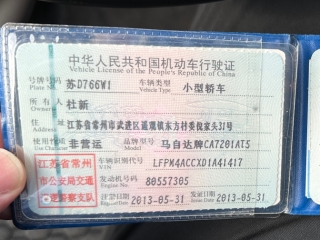 中华人民共和国机动车行驶证
Vehicle License of the People's Republic of China
号牌号码 苏D766W1 车辆类型 小型轿车
Plate No. Vehicle Type
所有人 杜新
Owner
住址 江苏省常州市武进区遥观镇东方村委倪家头31号
Address
使用性质 非营运 品牌型号 马自达牌CA7201AT5
Use Character Model
江苏省常州 车辆识别代号 LFPM4ACCXD1A41417
VIN
市公安局交通 发动机号码 80557305
Engine No.
巡警察支队 注册日期 2013-05-31 发证日期 2013-05-31
Register Date Issue Date